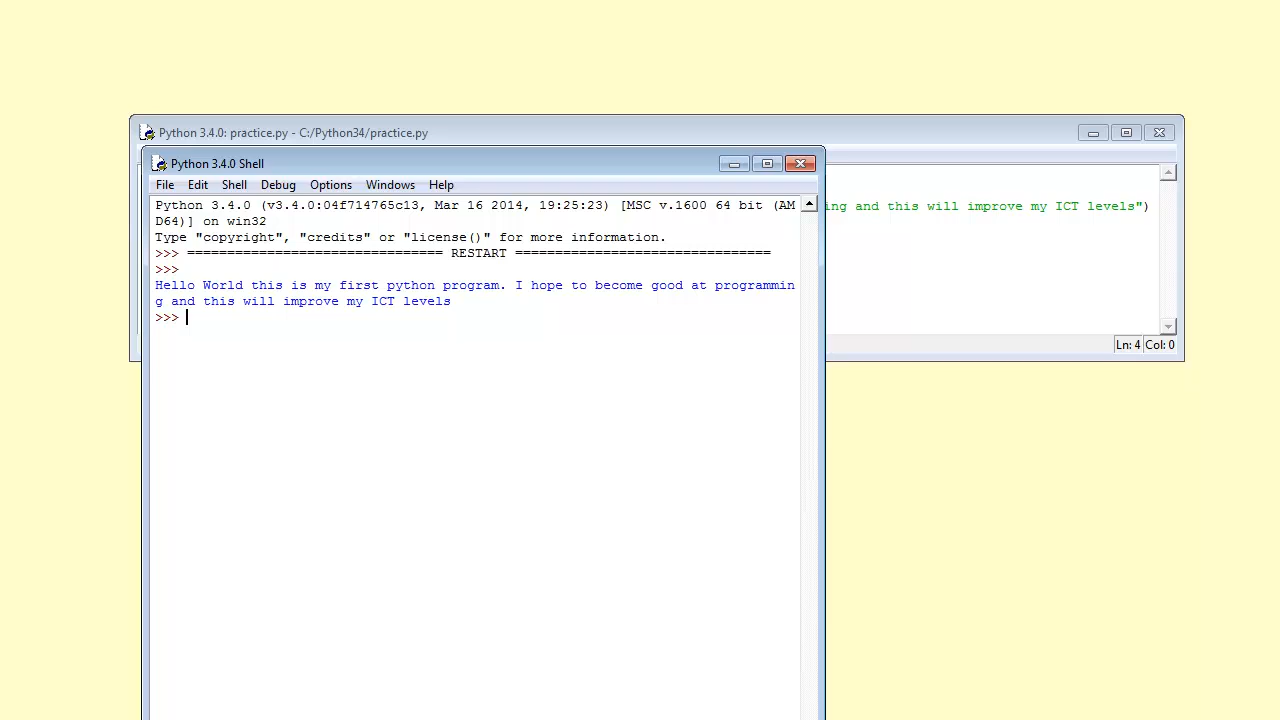 Python 3.4.0: practice.py - C:/Python34/practice.py
Python 3.4.0 Shell
File Edit Shell Debug Options Windows Help
Python 3.4.0 (v3.4.0:04f714765c13, Mar 16 2014, 19:25:23) [MSC v.1600 64 bit (AM
D64)] on win32
Type "copyright", "credits" or "license()" for more information.
>>> ================================ RESTART ================================
>>>
Hello World this is my first python program. I hope to become good at programmin
g and this will improve my ICT levels
>>>
ing and this will improve my ICT levels")
Ln: 4 Col: 0